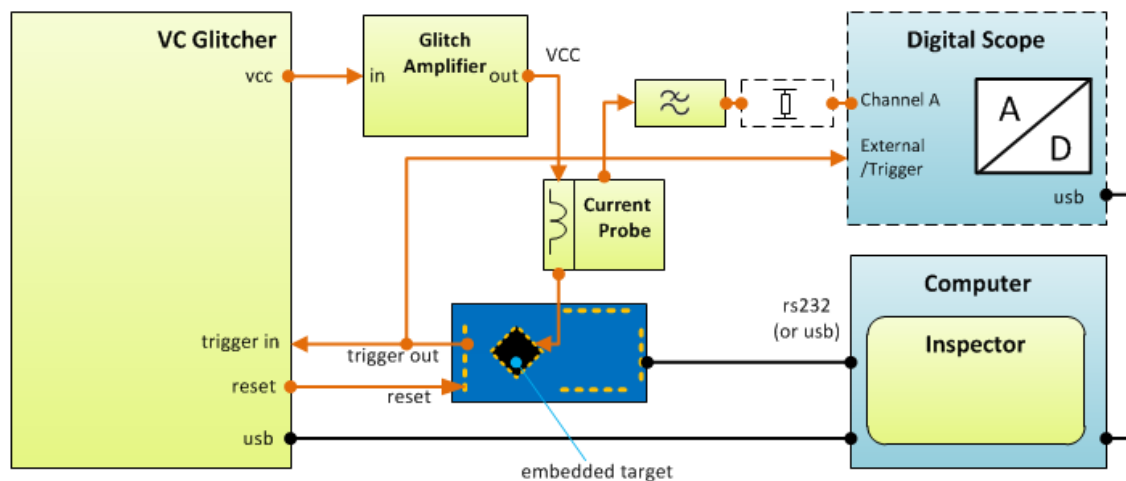 VC Glitcher
vcc
in
Glitch
Amplifier
out
VCC
Digital Scope
Channel A
External
/Trigger
A
D
usb
Current
Probe
trigger in
trigger out
reset
reset
usb
embedded target
rs232
(or usb)
Computer
Inspector